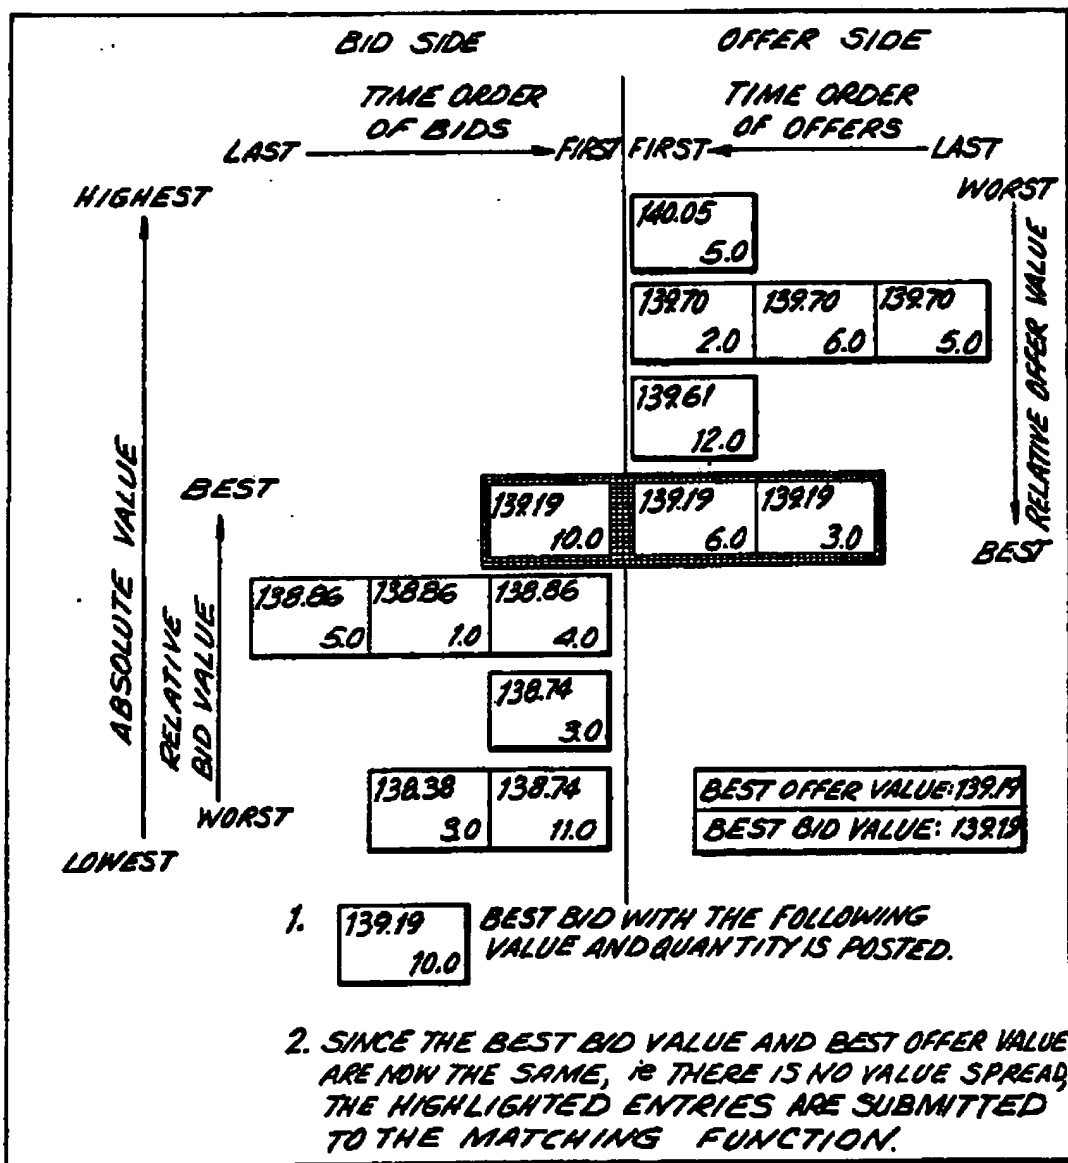 BID SIDE
OFFER SIDE
TIME ORDER
OF BIDS
TIME ORDER
OF OFFERS
LAST
FIRST
FIRST
LAST
HIGHEST
WORST
140.05
5.0
139.70
139.70
139.70
2.0
6.0
5.0
139.61
12.0
RELATIVE OFFER VALUE
BEST
BEST
139.19
139.19
139.19
10.0
6.0
3.0
ABSOLUTE VALUE
RELATIVE
BID VALUE
138.86
138.86
138.86
5.0
1.0
4.0
138.74
3.0
138.38
138.74
3.0
11.0
WORST
LOWEST
BEST OFFER VALUE: 139.19
BEST BID VALUE: 139.19
1.
139.19
10.0
BEST BID WITH THE FOLLOWING
VALUE AND QUANTITY IS POSTED.
2. SINCE THE BEST BID VALUE AND BEST OFFER VALUE
ARE NOW THE SAME, ie THERE IS NO VALUE SPREAD,
THE HIGHLIGHTED ENTRIES ARE SUBMITTED
TO THE MATCHING FUNCTION.